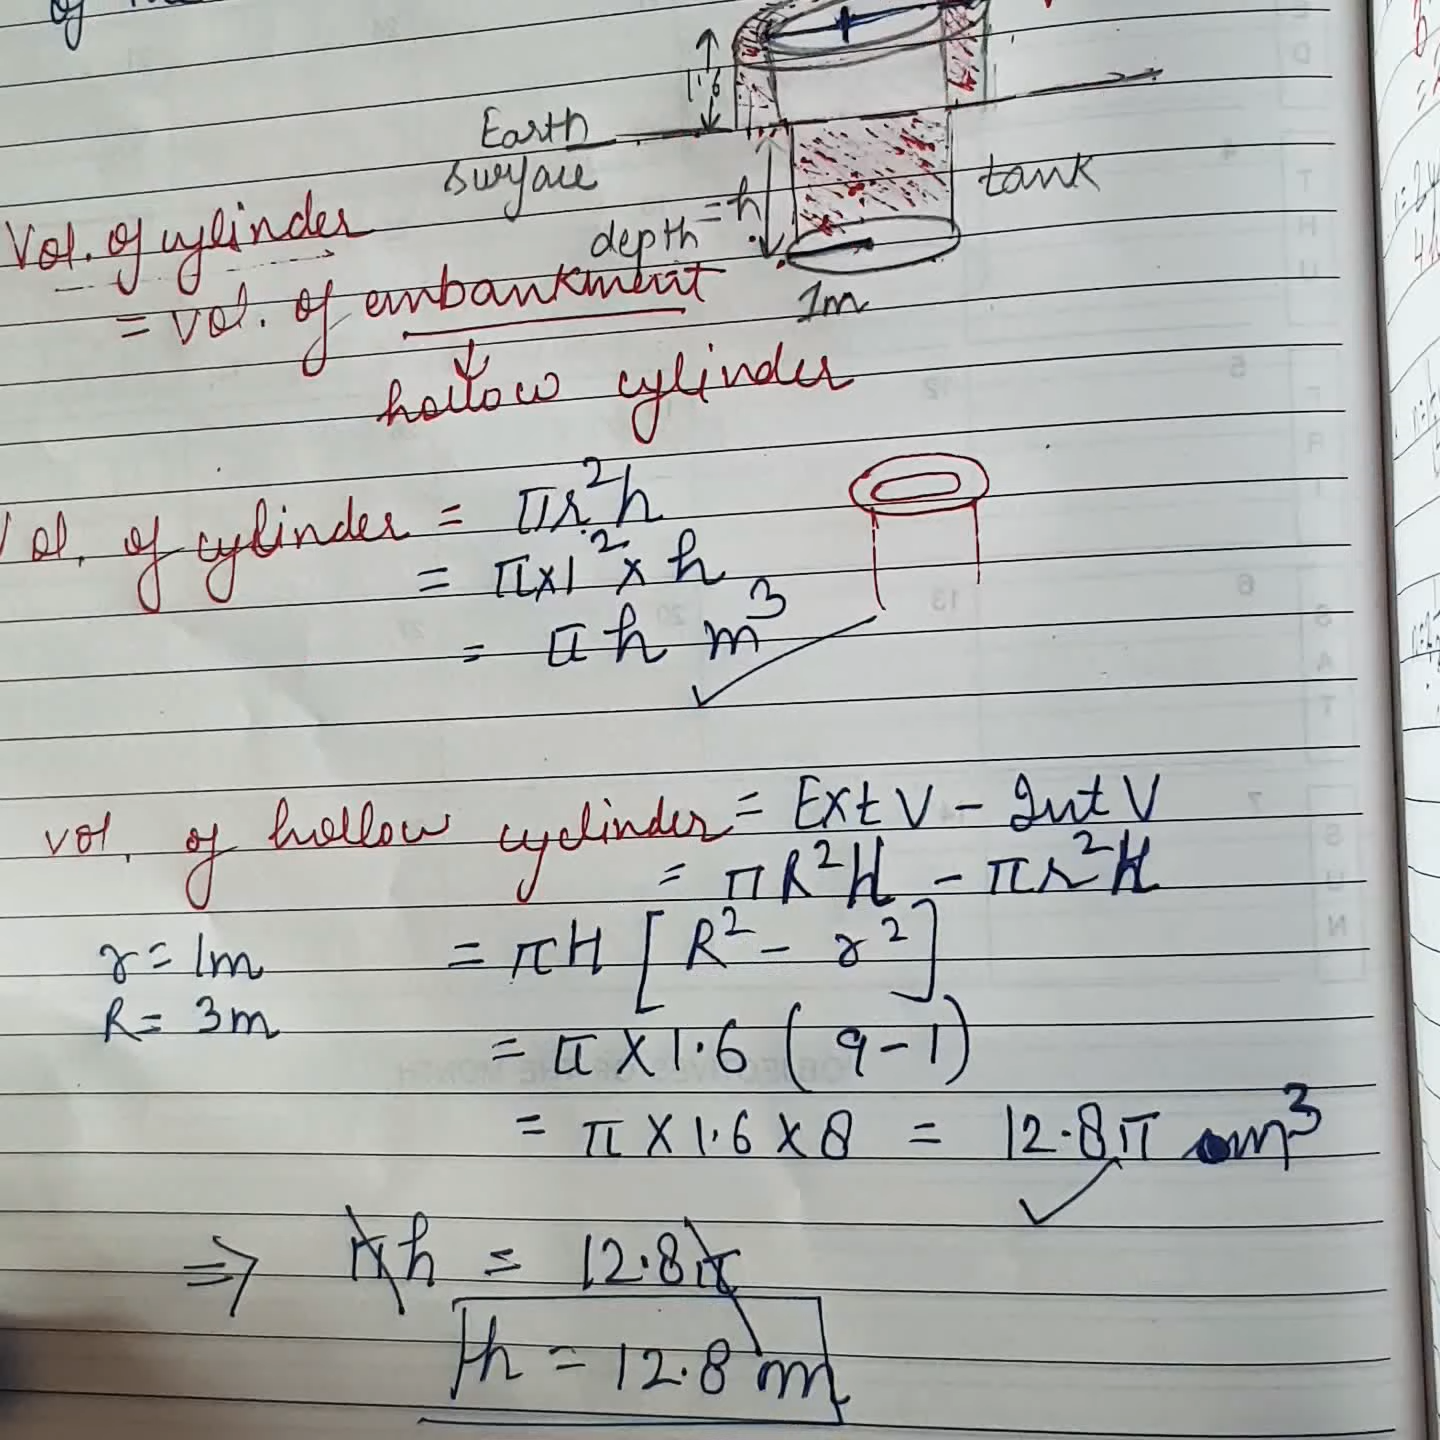 of
1.6
Earth
surface
tank
depth = h
1m
Vol. of cylinder
= Vol. of embankment
hollow cylinder
Vol. of cylinder = πr²h
= π×1²×h
= πh m³
vol. of hollow cyclinder = Ext V - Int V
= πR²H - πr²H
r = 1m
= πH [R² - r²]
R = 3m
= π × 1.6 (9-1)
= π × 1.6 × 8 = 12.8π m³
⇒ πh = 12.8π
h = 12.8 m